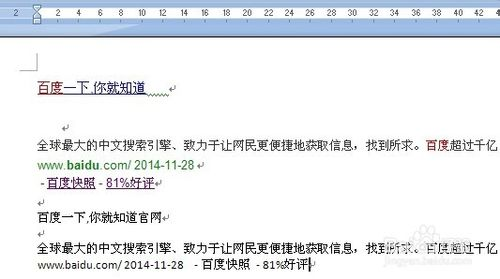 2 2 4 6 8 10 12 14 16 18 20 22 24 26 28 30 32 34 36 38 40 42
百度一下,你就知道
全球最大的中文搜索引擎、致力于让网民更便捷地获取信息，找到所求。百度超过千亿
www.baidu.com/ 2014-11-28
- 百度快照 - 81%好评
百度一下,你就知道官网
全球最大的中文搜索引擎、致力于让网民更便捷地获取信息，找到所求。百度超过千亿
www.baidu.com/ 2014-11-28 - 百度快照 - 81%好评